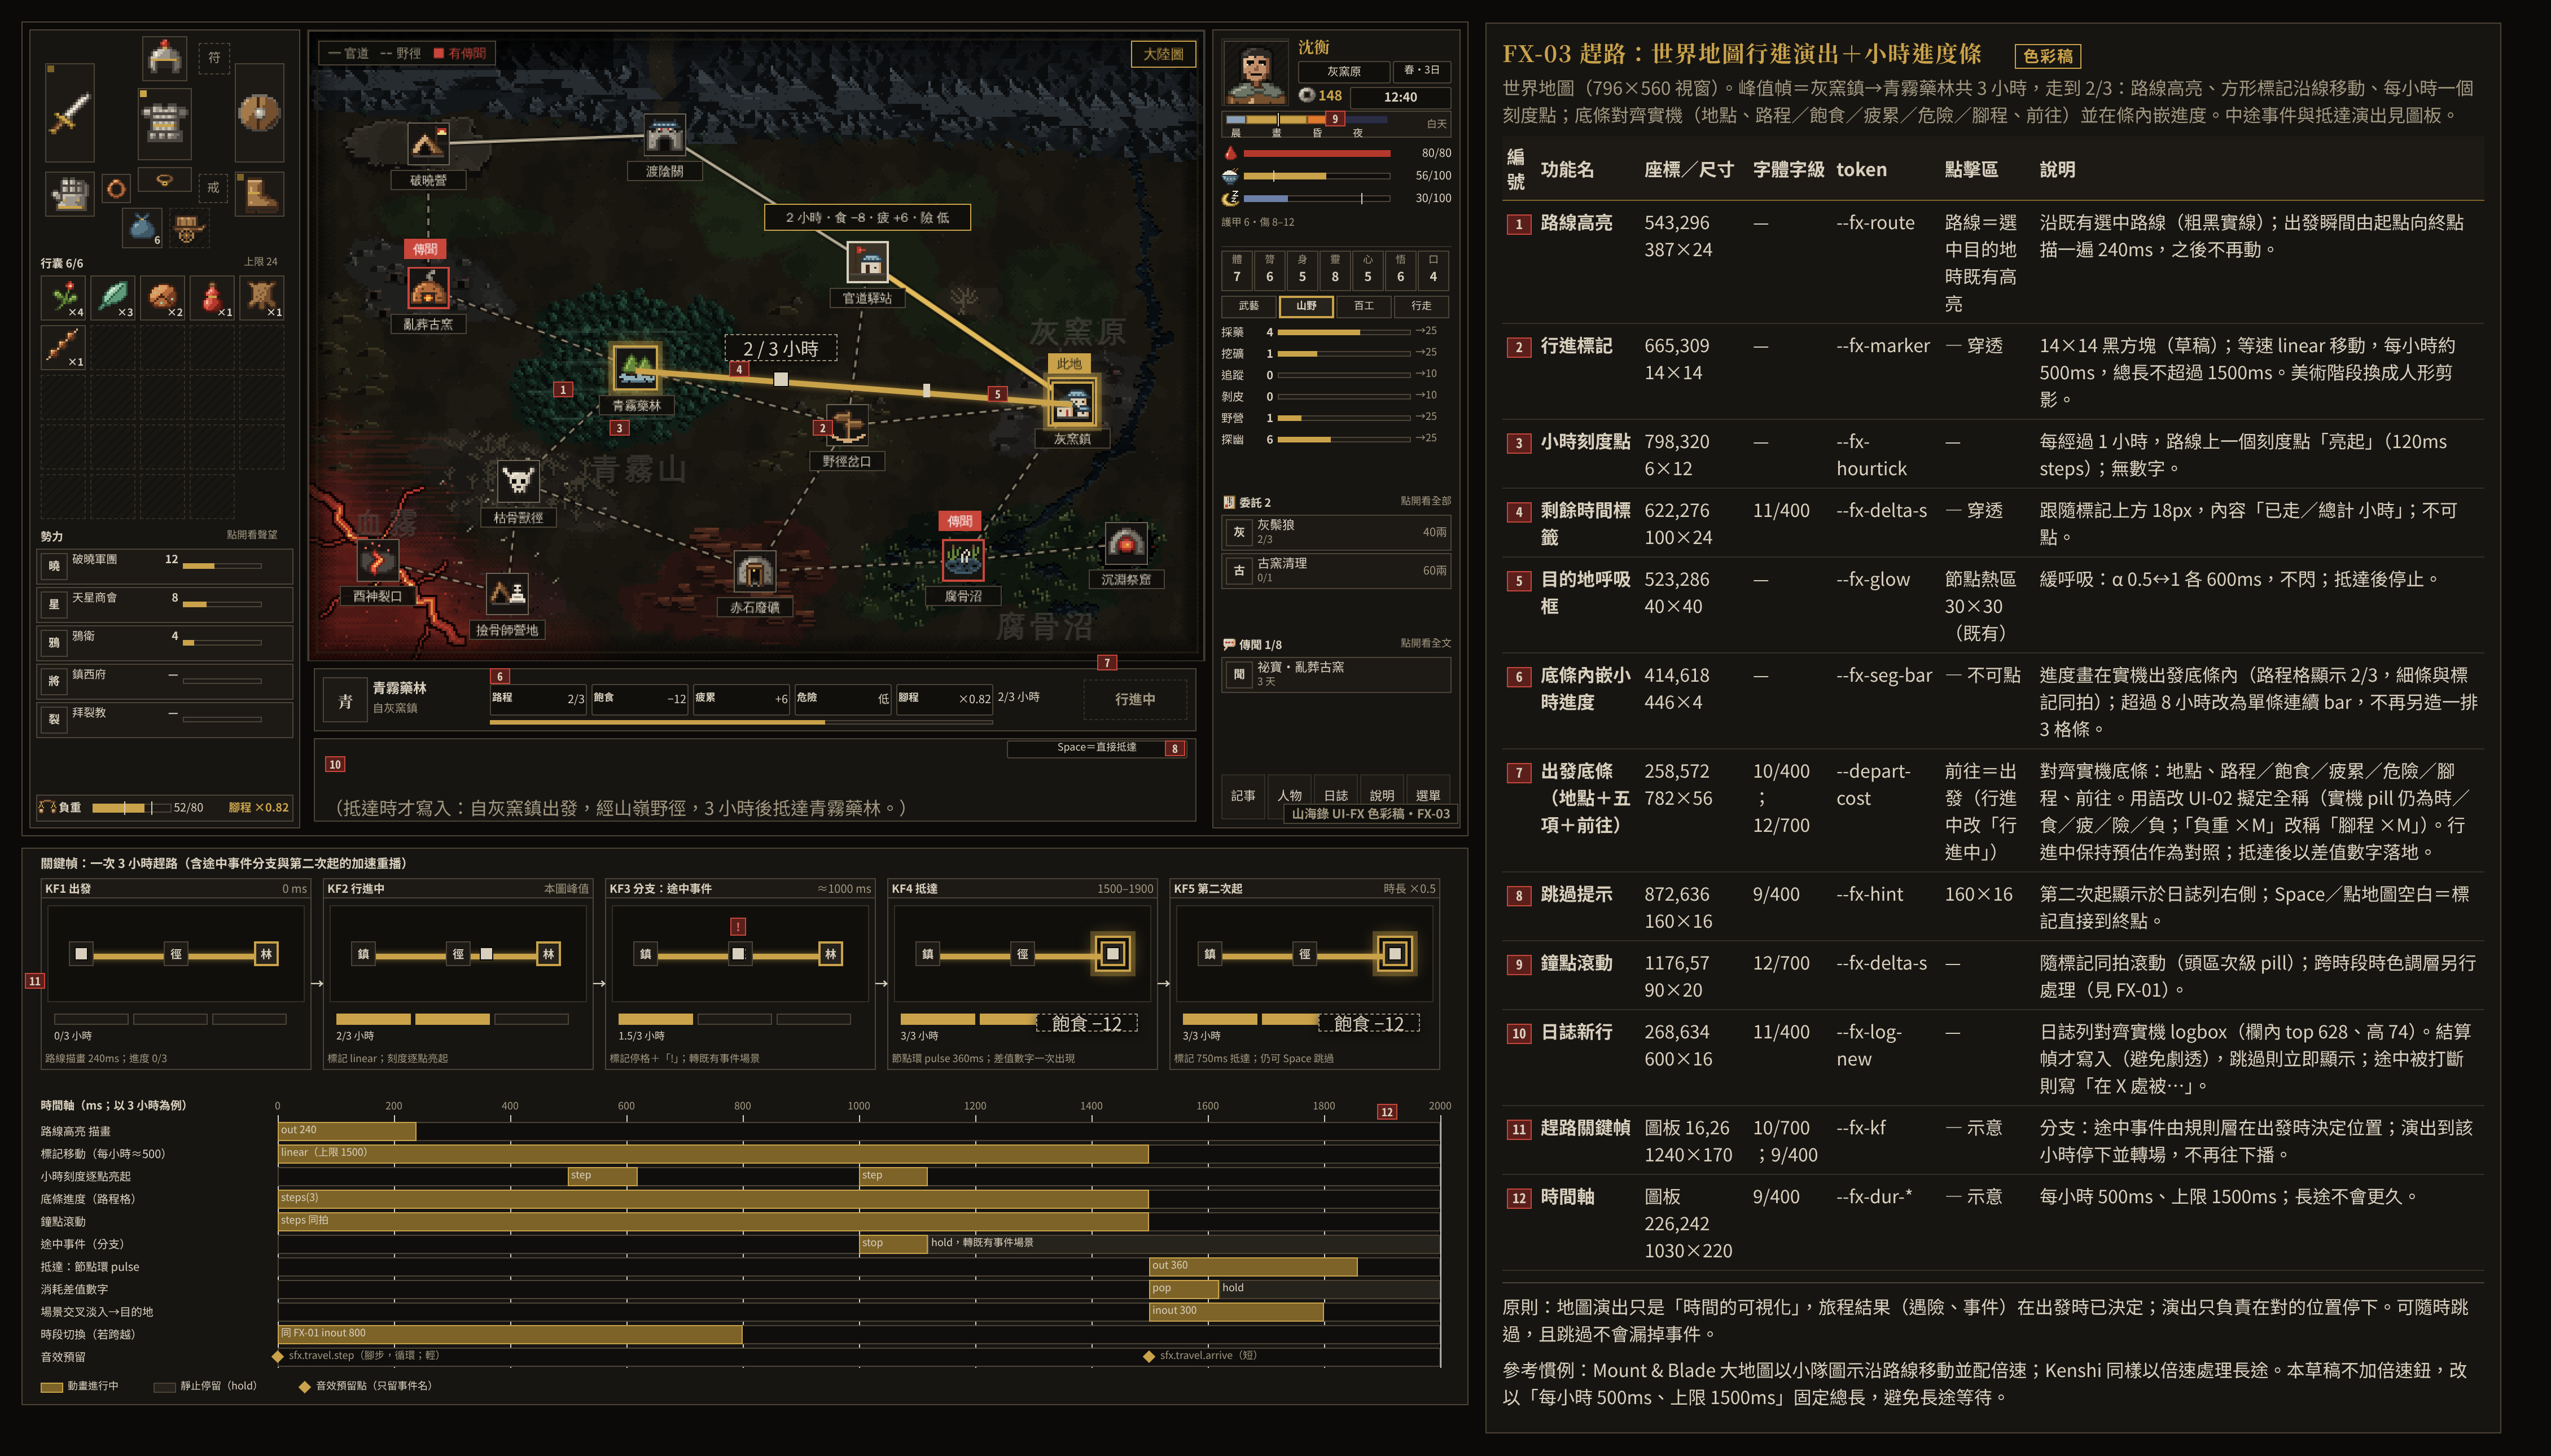 符
戒
6
行囊 6/6
上限 24
×4
×3
×2
×1
×1
×1
勢力
點開看聲望
曉
破曉軍團
12
星
天星商會
8
鴉
鴉衛
4
將
鎮西府
—
裂
拜裂教
—
負重
52/80
腳程 ×0.82
— 官道 -- 野徑 ■ 有傳聞
大陸圖
破曉營
渡陰關
2 小時・食 −8・疲 +6・險 低
傳聞
亂葬古窯
官道驛站
灰窯原
2 / 3 小時
此地
4
1
5
青霧藥林
3
2
灰窯鎮
野徑岔口
青霧山
枯骨獸徑
血霧
傳聞
酉神裂口
撿骨師營地
赤石廢礦
腐骨沼
沉淵祭窟
腐骨沼
7
青
青霧藥林
自灰窯鎮
6
路程
2/3
飽食
−12
疲累
+6
危險
低
腳程
×0.82
2/3 小時
行進中
Space＝直接抵達
8
10
（抵達時才寫入：自灰窯鎮出發，經山嶺野徑，3 小時後抵達青霧藥林。）
沈衡
灰窯原
春・3日
148
12:40
9
白天
晨
晝
昏
夜
80/80
56/100
30/100
護甲 6・傷 8–12
體
膂
身
靈
心
悟
口
7
6
5
8
5
6
4
武藝
山野
百工
行走
採藥 4 →25
挖礦 1 →25
追蹤 0 →10
剝皮 0 →10
野營 1 →25
探幽 6 →25
委託 2
點開看全部
灰
灰鬃狼
2/3
40兩
古
古窯清理
0/1
60兩
傳聞 1/8
點開看全文
聞
祕寶・亂葬古窯
3 天
記事
人物
日誌
說明
選單
山海錄 UI-FX 色彩稿・FX-03
關鍵幀：一次 3 小時趕路（含途中事件分支與第二次起的加速重播）
KF1 出發
0 ms
徑
林
0/3 小時
路線描畫 240ms；進度 0/3
11
→
KF2 行進中
本圖峰值
鎮
徑
林
2/3 小時
標記 linear；刻度逐點亮起
→
KF3 分支：途中事件
≈1000 ms
!
鎮
林
1.5/3 小時
標記停格＋「!」；轉既有事件場景
→
KF4 抵達
1500–1900
鎮
徑
飽食 −12
3/3 小時
節點環 pulse 360ms；差值數字一次出現
→
KF5 第二次起
時長 ×0.5
鎮
徑
飽食 −12
3/3 小時
標記 750ms 抵達；仍可 Space 跳過
時間軸（ms；以 3 小時為例）
0
200
400
600
800
1000
1200
1400
1600
1800
12
2000
路線高亮 描畫
out 240
標記移動（每小時≈500）
linear（上限 1500）
小時刻度逐點亮起
step
step
底條進度（路程格）
steps(3)
鐘點滾動
steps 同拍
途中事件（分支）
stop
hold，轉既有事件場景
抵達：節點環 pulse
out 360
消耗差值數字
pop
hold
場景交叉淡入→目的地
inout 300
時段切換（若跨越）
同 FX-01 inout 800
音效預留
sfx.travel.step（腳步，循環；輕）
sfx.travel.arrive（短）
動畫進行中
靜止停留（hold）
音效預留點（只留事件名）
FX-03 趕路：世界地圖行進演出＋小時進度條
色彩稿
世界地圖（796×560 視窗）。峰值幀＝灰窯鎮→青霧藥林共 3 小時，走到 2/3：路線高亮、方形標記沿線移動、每小時一個
刻度點；底條對齊實機（地點、路程／飽食／疲累／危險／腳程、前往）並在條內嵌進度。中途事件與抵達演出見圖板。
編
號
功能名
座標／尺寸
字體字級
token
點擊區
說明
1
路線高亮
543,296
387×24
—
--fx-route
路線＝選
中目的地
時既有高
亮
沿既有選中路線（粗黑實線）；出發瞬間由起點向終點
描一遍 240ms，之後不再動。
2
行進標記
665,309
14×14
—
--fx-marker
— 穿透
14×14 黑方塊（草稿）；等速 linear 移動，每小時約
500ms，總長不超過 1500ms。美術階段換成人形剪
影。
3
小時刻度點
798,320
6×12
—
--fx-
hourtick
—
每經過 1 小時，路線上一個刻度點「亮起」（120ms
steps）；無數字。
4
剩餘時間標
籤
622,276
100×24
11/400
--fx-delta-s
— 穿透
跟隨標記上方 18px，內容「已走／總計 小時」；不可
點。
5
目的地呼吸
框
523,286
40×40
—
--fx-glow
節點熱區
30×30
（既有）
緩呼吸：α 0.5↔1 各 600ms，不閃；抵達後停止。
6
底條內嵌小
時進度
414,618
446×4
—
--fx-seg-bar
— 不可點
進度畫在實機出發底條內（路程格顯示 2/3，細條與標
記同拍）；超過 8 小時改為單條連續 bar，不再另造一排
3 格條。
7
出發底條
（地點＋五
項＋前往）
258,572
782×56
10/400
；
12/700
--depart-
cost
前往＝出
發（行進
中改「行
進中」）
對齊實機底條：地點、路程／飽食／疲累／危險／腳
程、前往。用語改 UI-02 擬定全稱（實機 pill 仍為時／
食／疲／險／負；「負重 ×M」改稱「腳程 ×M」）。行
進中保持預估作為對照；抵達後以差值數字落地。
8
跳過提示
872,636
160×16
9/400
--fx-hint
160×16
第二次起顯示於日誌列右側；Space／點地圖空白＝標
記直接到終點。
9
鐘點滾動
1176,57
90×20
12/700
--fx-delta-s
—
隨標記同拍滾動（頭區次級 pill）；跨時段時色調層另行
處理（見 FX-01）。
10
日誌新行
268,634
600×16
11/400
--fx-log-
new
—
日誌列對齊實機 logbox（欄內 top 628、高 74）。結算
幀才寫入（避免劇透），跳過則立即顯示；途中被打斷
則寫「在 X 處被…」。
11
趕路關鍵幀
圖板 16,26
1240×170
10/700
；9/400
--fx-kf
— 示意
分支：途中事件由規則層在出發時決定位置；演出到該
小時停下並轉場，不再往下播。
12
時間軸
圖板
226,242
1030×220
9/400
--fx-dur-*
— 示意
每小時 500ms、上限 1500ms；長途不會更久。
原則：地圖演出只是「時間的可視化」，旅程結果（遇險、事件）在出發時已決定；演出只負責在對的位置停下。可隨時跳
過，且跳過不會漏掉事件。
參考慣例：Mount & Blade 大地圖以小隊圖示沿路線移動並配倍速；Kenshi 同樣以倍速處理長途。本草稿不加倍速鈕，改
以「每小時 500ms、上限 1500ms」固定總長，避免長途等待。